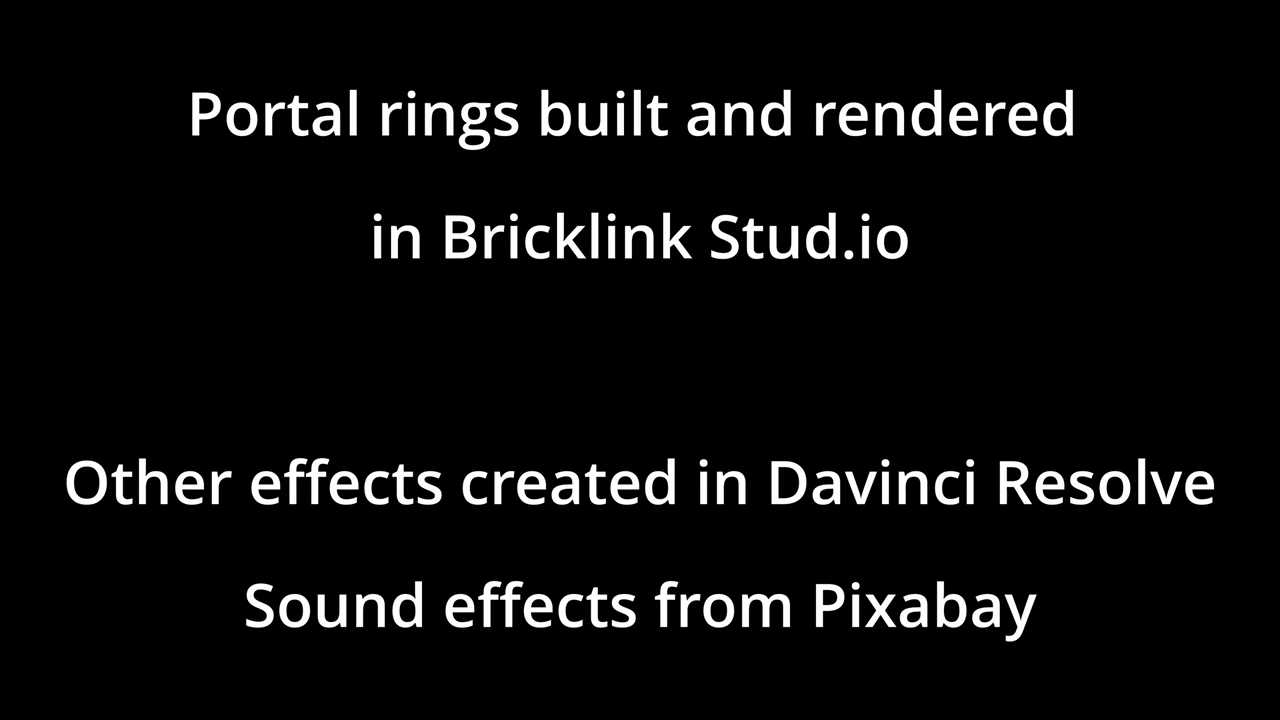 Portal rings built and rendered
in Bricklink Stud.io
Other effects created in Davinci Resolve
Sound effects from Pixabay